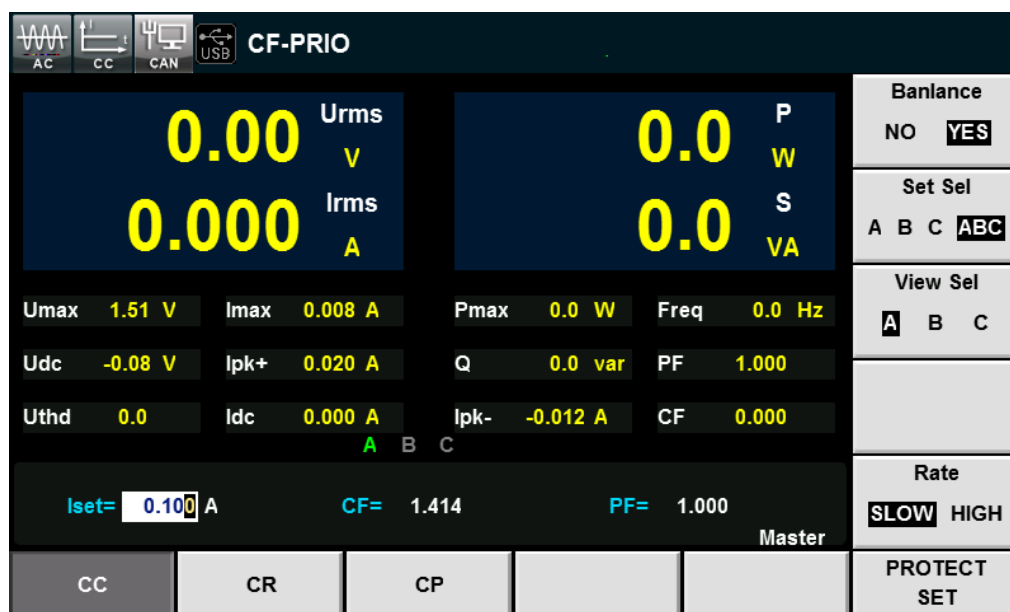 AC CC CAN USB CF-PRIO
0.00 Urms V
0.0 P W
0.000 Irms A
0.0 S VA
Umax 1.51 V Imax 0.008 A Pmax 0.0 W Freq 0.0 Hz
Udc -0.08 V Ipk+ 0.020 A Q 0.0 var PF 1.000
Uthd 0.0 Idc 0.000 A Ipk- -0.012 A CF 0.000
A B C
Iset= 0.100 A CF= 1.414 PF= 1.000
Master
Banlance
NO YES
Set Sel
A B C ABC
View Sel
A B C
Rate
SLOW HIGH
PROTECT
SET
CC CR CP